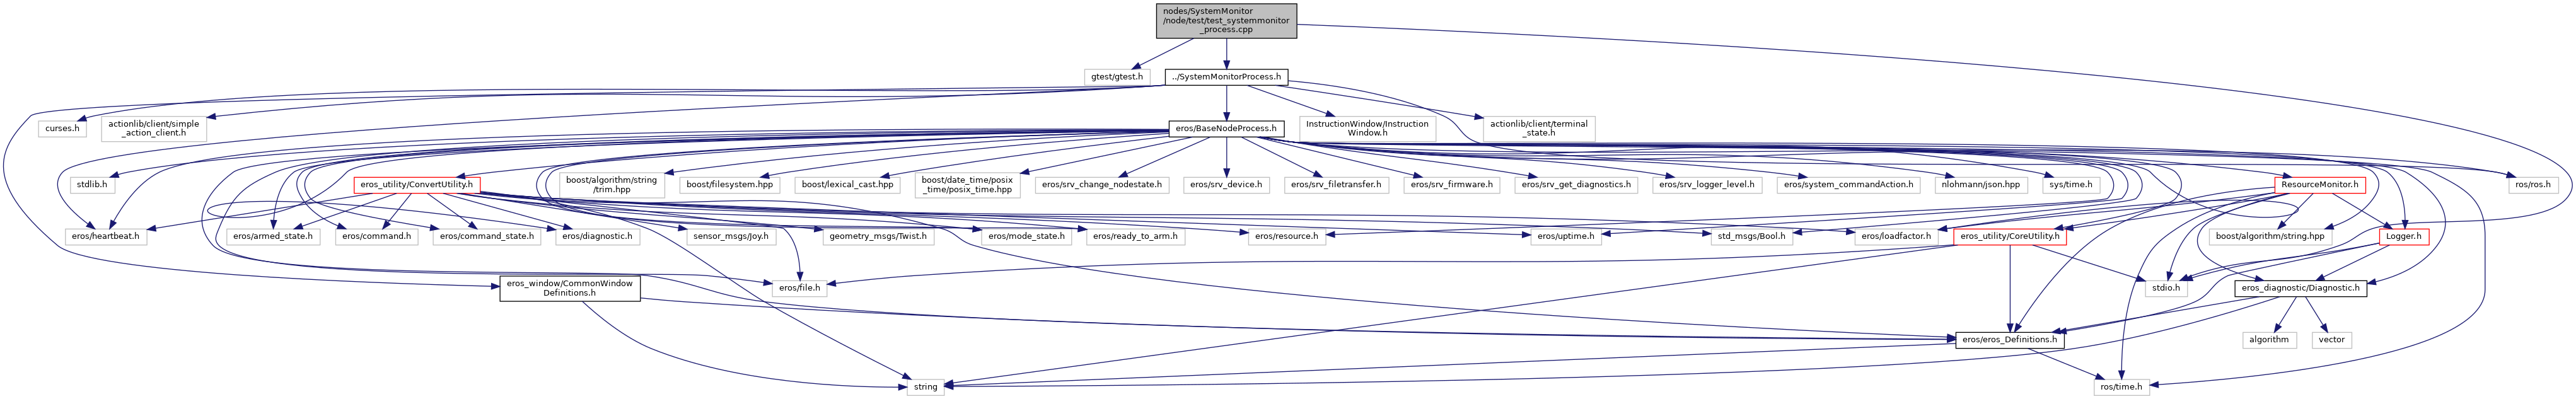 nodes/SystemMonitor
/node/test/test_systemmonitor
_process.cpp
gtest/gtest.h
../SystemMonitorProcess.h
curses.h
actionlib/client/simple
_action_client.h
eros/BaseNodeProcess.h
InstructionWindow/Instruction
Window.h
actionlib/client/terminal
_state.h
stdlib.h
eros_utility/ConvertUtility.h
boost/algorithm/string
/trim.hpp
boost/filesystem.hpp
boost/lexical_cast.hpp
boost/date_time/posix
_time/posix_time.hpp
eros/srv_change_nodestate.h
eros/srv_device.h
eros/srv_filetransfer.h
eros/srv_firmware.h
eros/srv_get_diagnostics.h
eros/srv_logger_level.h
eros/system_commandAction.h
nlohmann/json.hpp
sys/time.h
ResourceMonitor.h
ros/ros.h
eros/heartbeat.h
eros/armed_state.h
eros/command.h
eros/command_state.h
eros/diagnostic.h
sensor_msgs/Joy.h
geometry_msgs/Twist.h
eros/mode_state.h
eros/ready_to_arm.h
eros/resource.h
eros/uptime.h
std_msgs/Bool.h
eros/loadfactor.h
eros_utility/CoreUtility.h
boost/algorithm/string.hpp
Logger.h
eros_window/CommonWindow
Definitions.h
eros/file.h
stdio.h
eros_diagnostic/Diagnostic.h
eros/eros_Definitions.h
algorithm
vector
string
ros/time.h